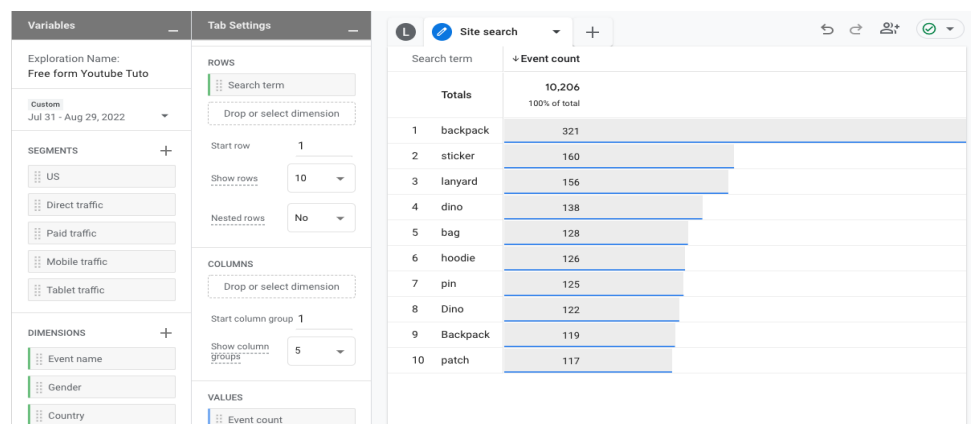 Variables
Exploration Name:
Free form Youtube Tuto
Custom
Jul 31 - Aug 29, 2022
SEGMENTS
US
Direct traffic
Paid traffic
Mobile traffic
Tablet traffic
DIMENSIONS
Event name
Gender
Country
Tab Settings
ROWS
Search term
Drop or select dimension
Start row 1
Show rows 10
Nested rows No
COLUMNS
Drop or select dimension
Start column group 1
Show column
groups 5
VALUES
Event count
L Site search
Search term Event count
Totals 10,206
100% of total
1 backpack 321
2 sticker 160
3 lanyard 156
4 dino 138
5 bag 128
6 hoodie 126
7 pin 125
8 Dino 122
9 Backpack 119
10 patch 117